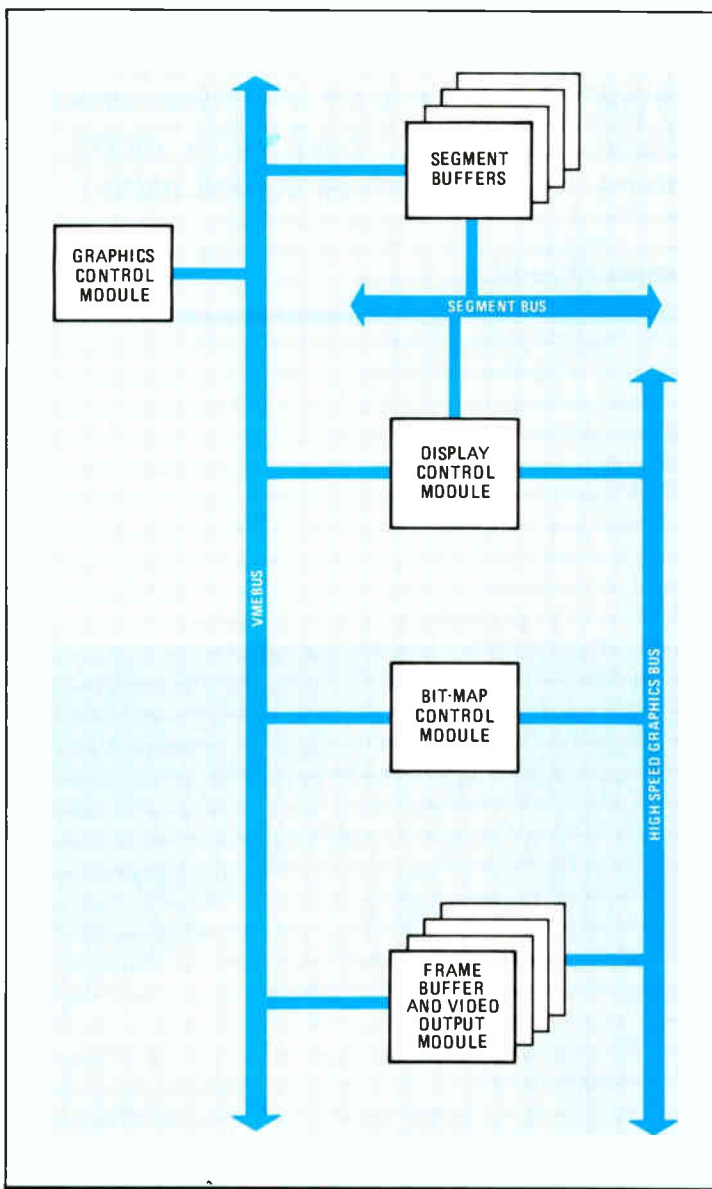 SEGMENT
BUFFERS
GRAPHICS
CONTROL
MODULE
SEGMENT BUS
DISPLAY
CONTROL
MODULE
VMEBUS
BIT-MAP
CONTROL
MODULE
HIGH SPEED GRAPHICS BUS
FRAME
BUFFER
AND VIDEO
OUTPUT
MODULE